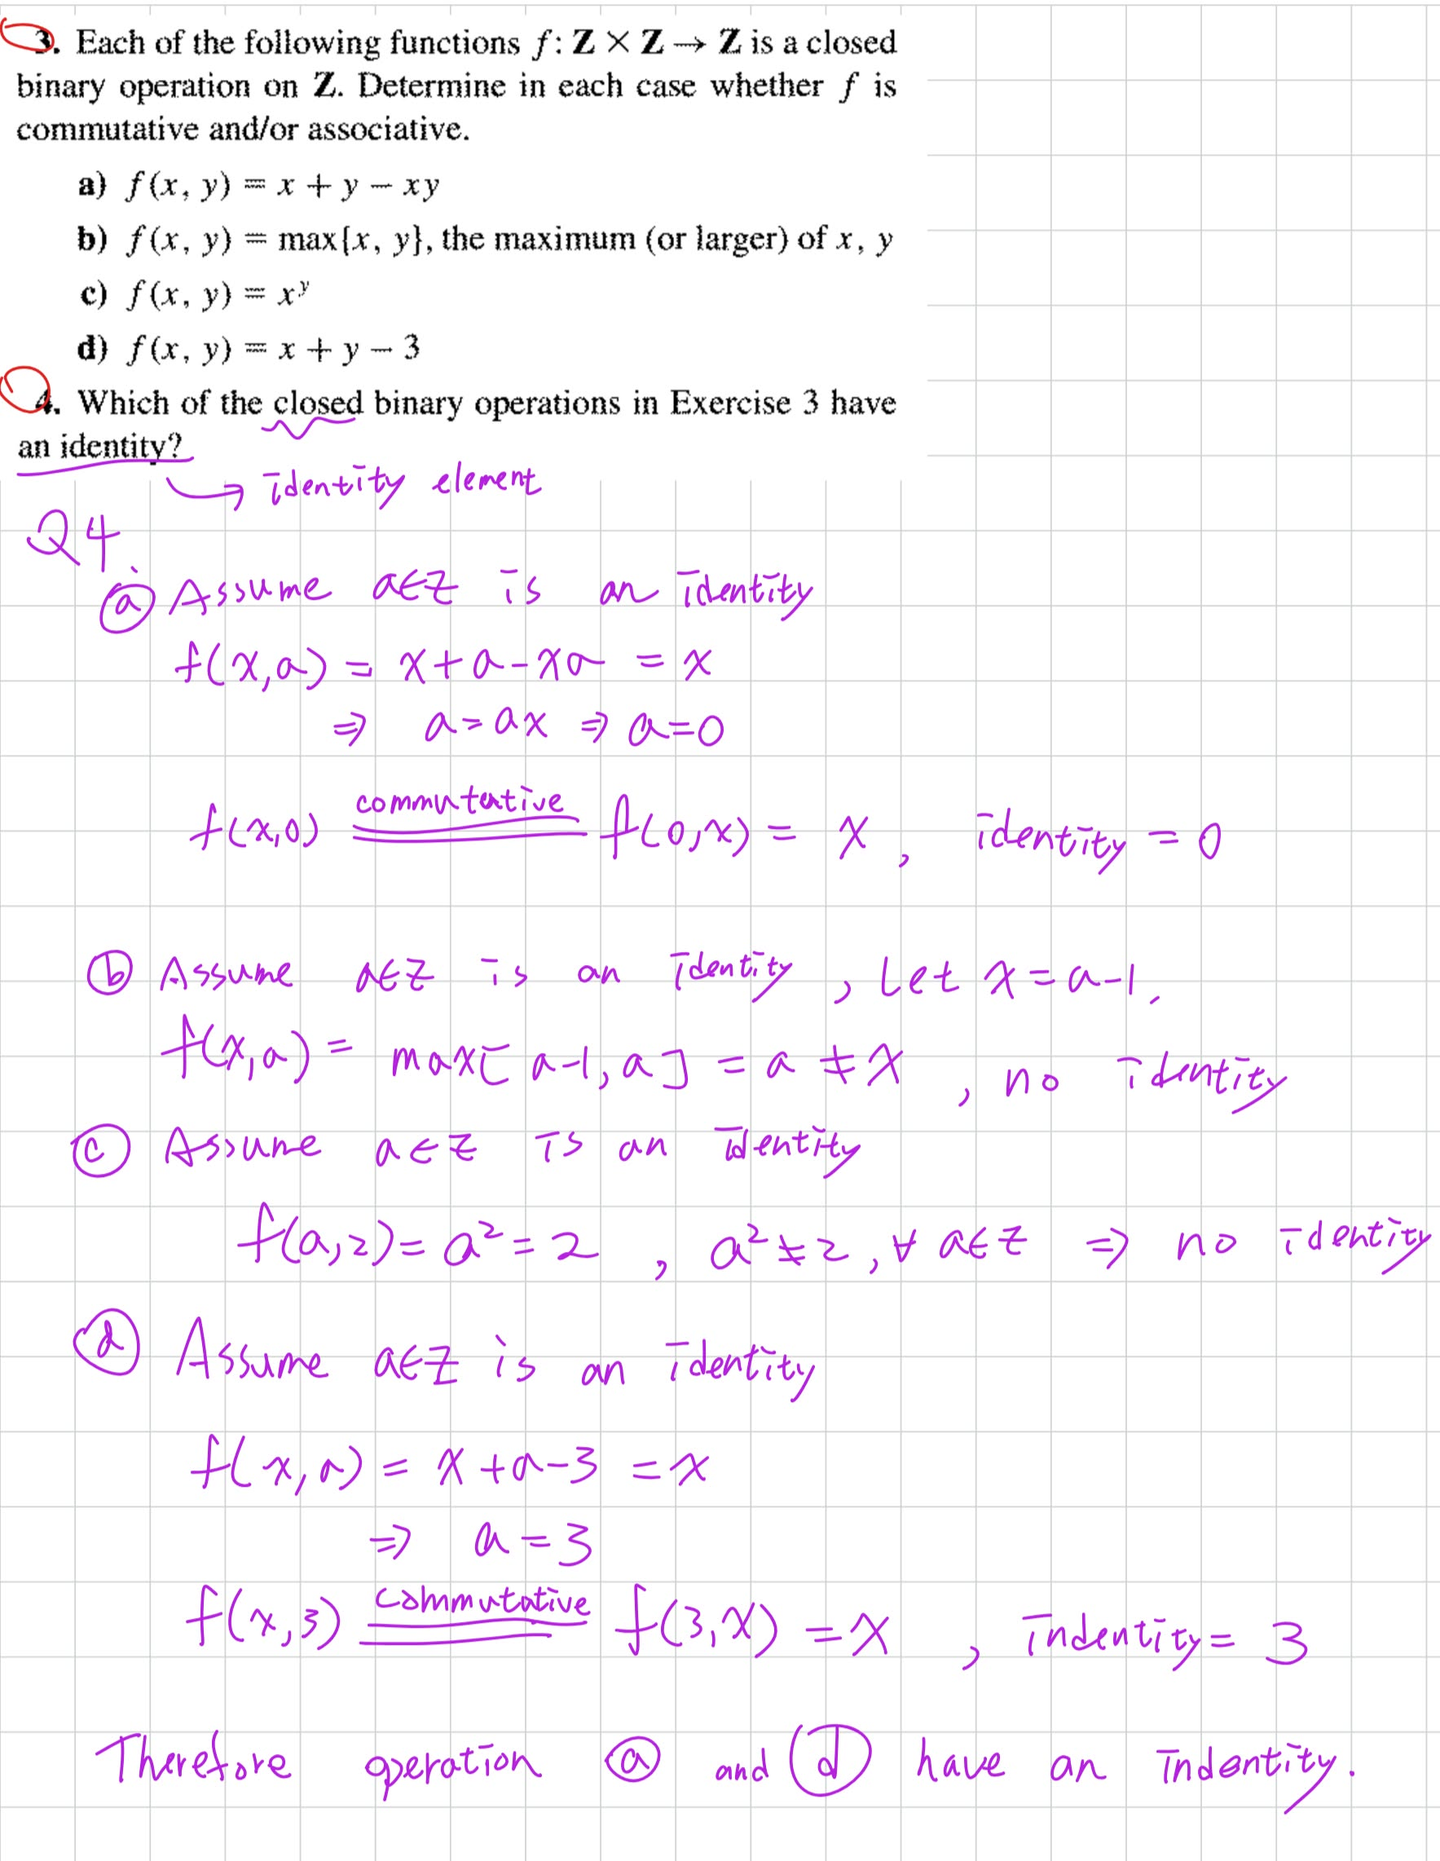 3. Each of the following functions f: Z × Z → Z is a closed
binary operation on Z. Determine in each case whether f is
commutative and/or associative.
a) f(x, y) = x + y − xy
b) f(x, y) = max{x, y}, the maximum (or larger) of x, y
c) f(x, y) = x^y
d) f(x, y) = x + y − 3
4. Which of the closed binary operations in Exercise 3 have
an identity?
→ identity element
Q4.
ⓐ Assume a∈Z is an identity
f(x,a) = x+a-xa = x
⇒ a=ax ⇒ a=0
f(x,0) commutative f(0,x) = x , identity = 0
ⓑ Assume a∈Z is an identity , Let x=a-1.
f(x,a) = max[a-1,a] = a ≠ x , no identity
ⓒ Assume a∈Z is an identity
f(a,2) = a² = 2 , a² ≠ 2, ∀ a∈Z ⇒ no identity
ⓓ Assume a∈Z is an identity
f(x,a) = x+a-3 = x
⇒ a=3
f(x,3) commutative f(3,x) = x , indentity = 3
Therefore operation ⓐ and ⓓ have an indentity.